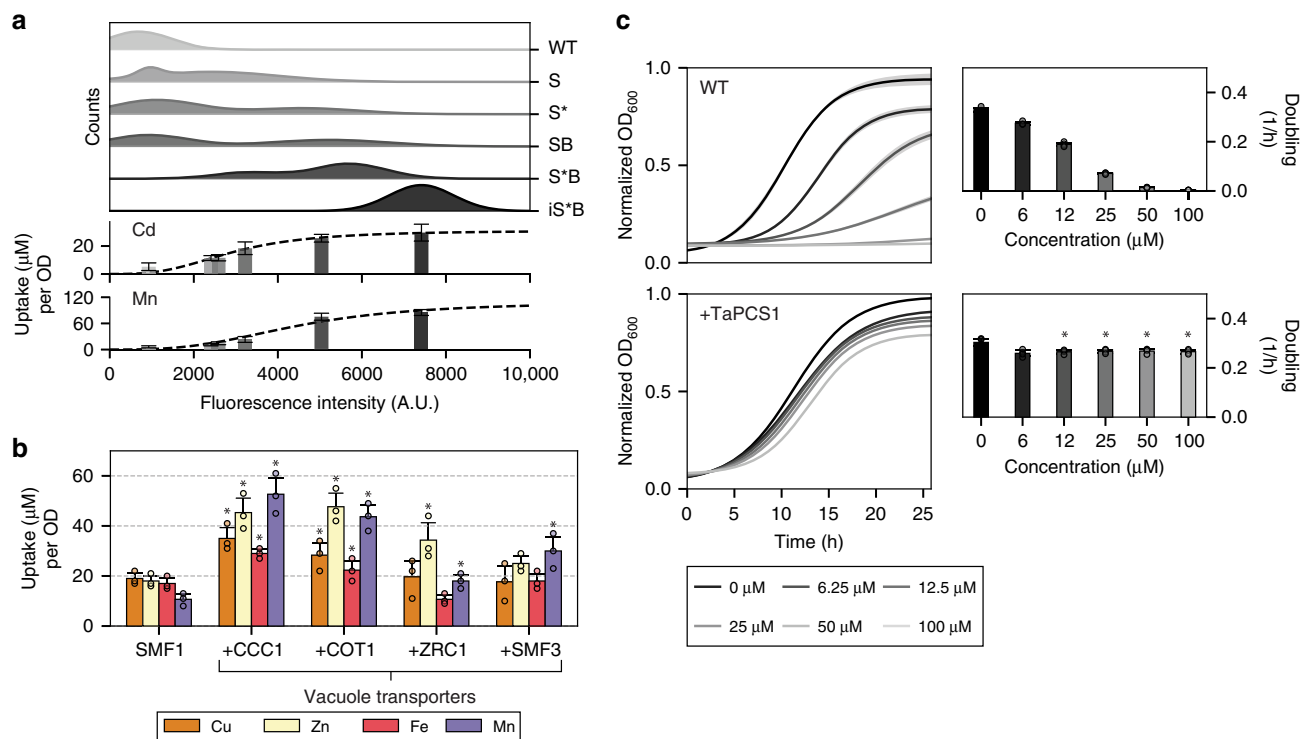 a
Counts
WT
S
S*
SB
S*B
iS*B
Uptake (μM)
per OD
Cd
20
0
Mn
120
60
0
0 2000 4000 6000 8000 10,000
Fluorescence intensity (A.U.)
b
Uptake (μM)
per OD
60
40
20
0
* * * * * * * * * * *
SMF1 +CCC1 +COT1 +ZRC1 +SMF3
Vacuole transporters
Cu Zn Fe Mn
c
Normalized OD600
1.0
0.5
0.0
WT
0.4
0.2
0.0
Doubling
(1/h)
0 6 12 25 50 100
Concentration (μM)
Normalized OD600
1.0
0.5
0.0
+TaPCS1
0 5 10 15 20 25
Time (h)
* * * *
0.4
0.2
0.0
Doubling
(1/h)
0 6 12 25 50 100
Concentration (μM)
0 μM 6.25 μM 12.5 μM
25 μM 50 μM 100 μM